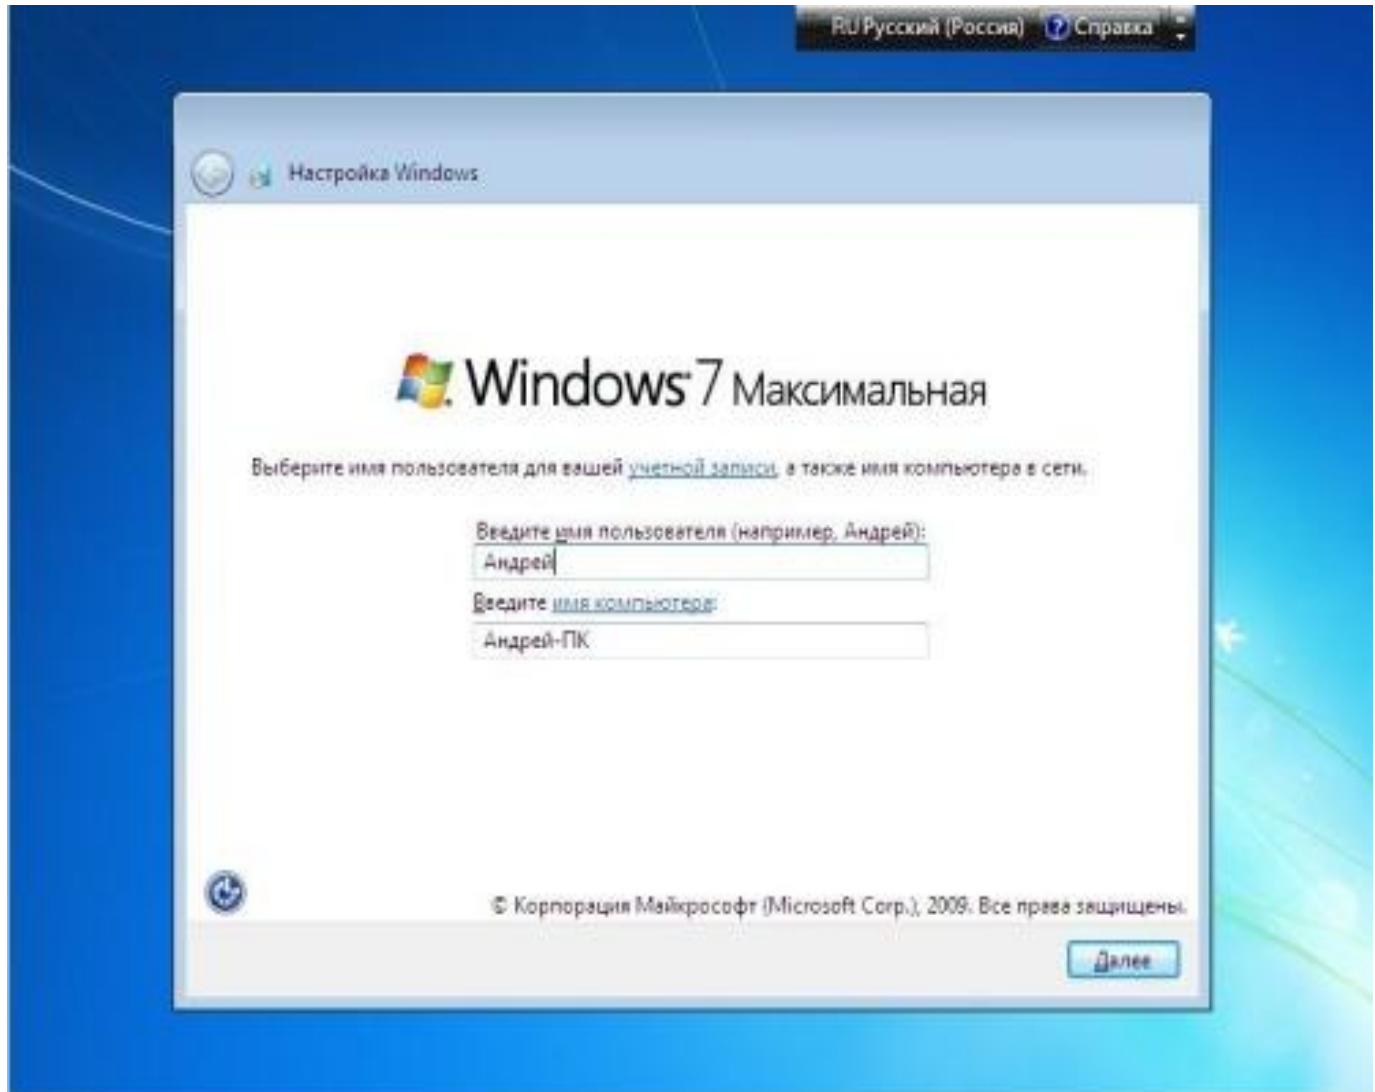 RU Русский (Россия) ? Справка
Настройка Windows
Windows 7 Максимальная
Выберите имя пользователя для вашей учетной записи, а также имя компьютера в сети.
Введите имя пользователя (например, Андрей):
Андрей
Введите имя компьютера:
Андрей-ПК
© Корпорация Майкрософт (Microsoft Corp.), 2009. Все права защищены.
Далее